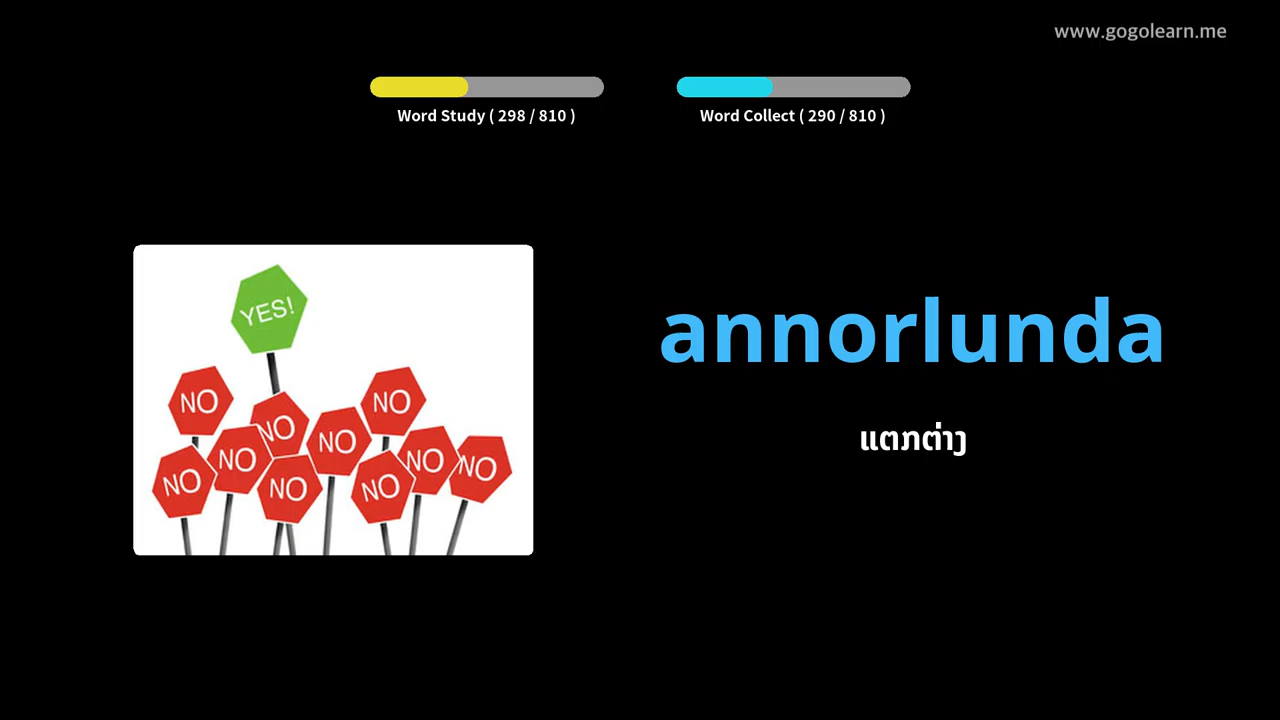 www.gogolearn.me
Word Study ( 298 / 810 )
Word Collect ( 290 / 810 )
YES!
NO
NO
NO
NO
NO
NO
NO
NO
NO
NO
annorlunda
ແຕກຕ່າງ